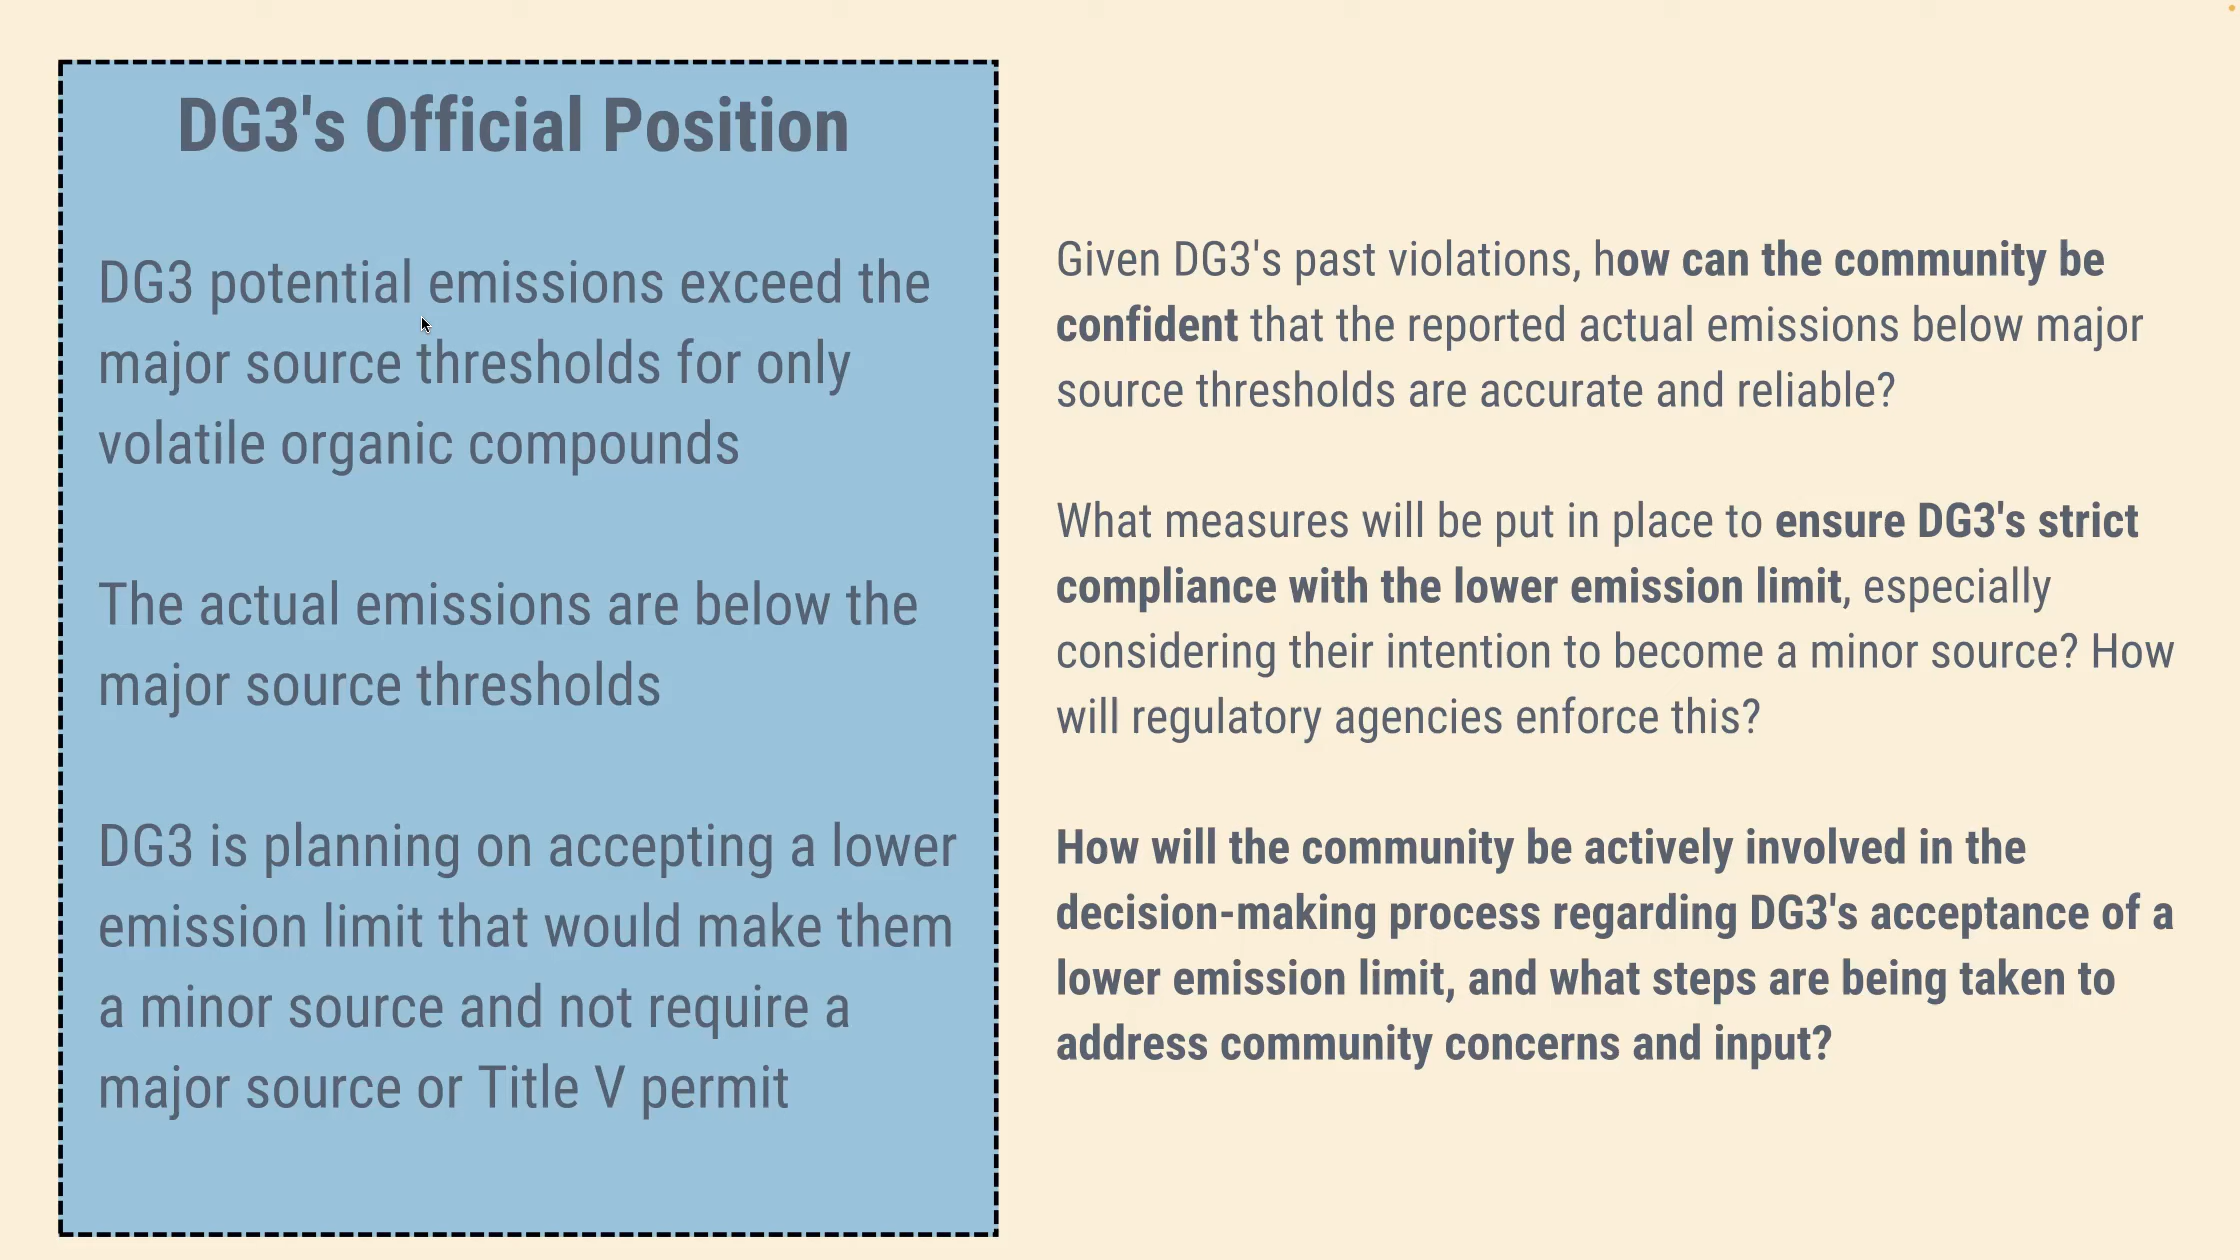 DG3's Official Position
DG3 potential emissions exceed the
major source thresholds for only
volatile organic compounds
The actual emissions are below the
major source thresholds
DG3 is planning on accepting a lower
emission limit that would make them
a minor source and not require a
major source or Title V permit
Given DG3's past violations, how can the community be
confident that the reported actual emissions below major
source thresholds are accurate and reliable?
What measures will be put in place to ensure DG3's strict
compliance with the lower emission limit, especially
considering their intention to become a minor source? How
will regulatory agencies enforce this?
How will the community be actively involved in the
decision-making process regarding DG3's acceptance of a
lower emission limit, and what steps are being taken to
address community concerns and input?